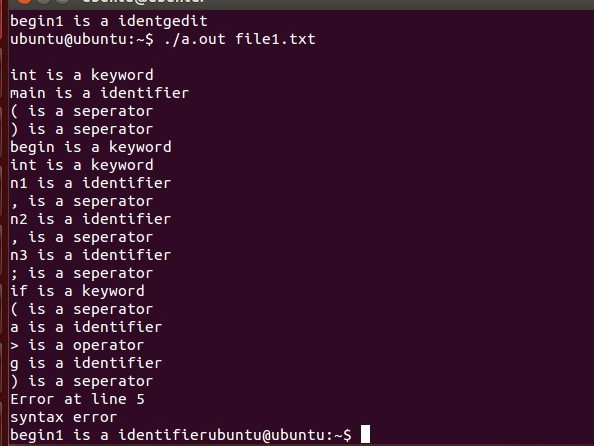 begin1 is a identgedit
ubuntu@ubuntu:~$ ./a.out file1.txt
int is a keyword
main is a identifier
( is a seperator
) is a seperator
begin is a keyword
int is a keyword
n1 is a identifier
, is a seperator
n2 is a identifier
, is a seperator
n3 is a identifier
; is a seperator
if is a keyword
( is a seperator
a is a identifier
> is a operator
g is a identifier
) is a seperator
Error at line 5
syntax error
begin1 is a identifierubuntu@ubuntu:~$